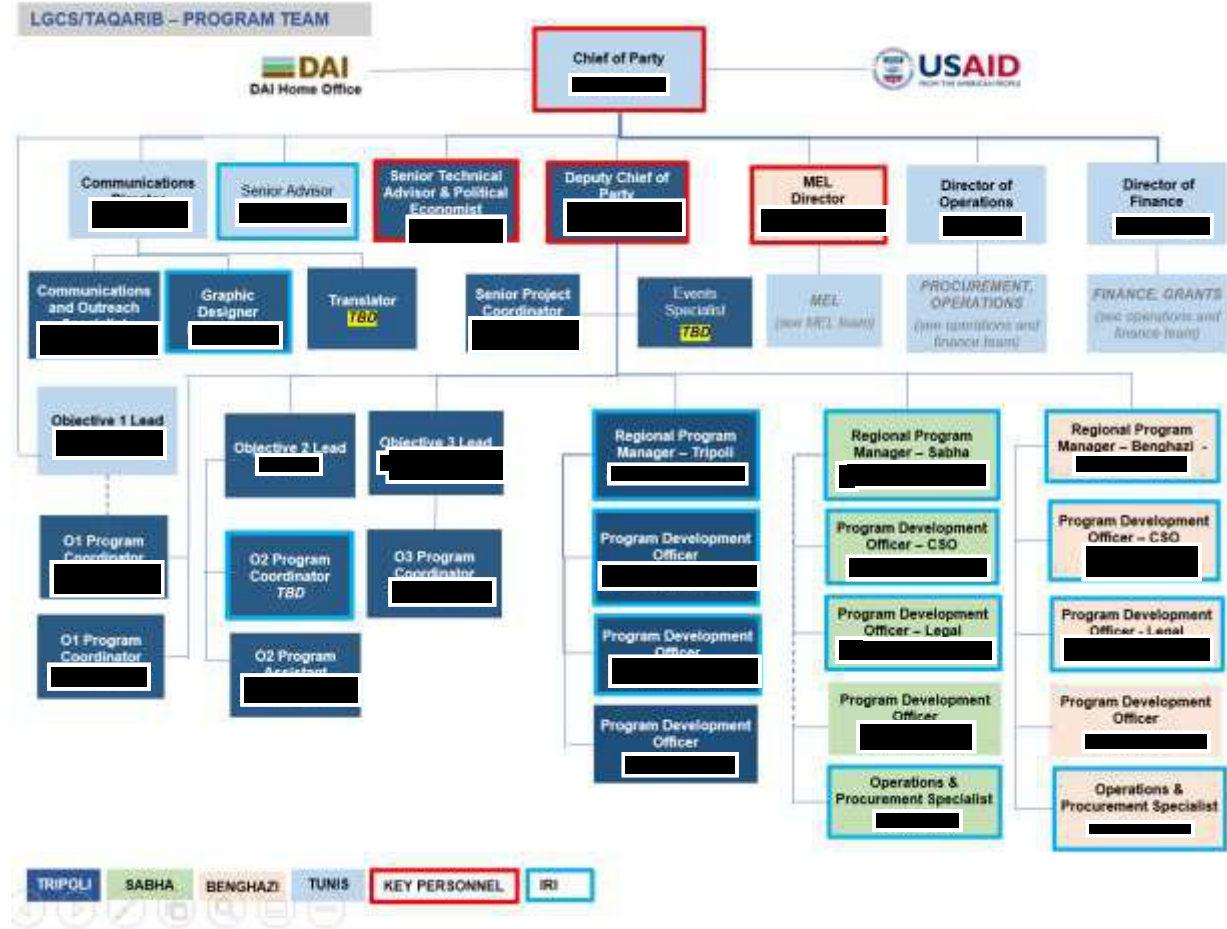 LGCS/TAQARIB – PROGRAM TEAM
DAI
DAI Home Office
Chief of Party
USAID
FROM THE AMERICAN PEOPLE
Communications
Senior Advisor
Senior Technical
Advisor & Political
Economist
Deputy Chief of
Party
MEL
Director
Director of
Operations
Director of
Finance
Communications
and Outreach
Graphic
Designer
Translator
TBD
Senior Project
Coordinator
Events
Specialist
TBD
MEL
(see MEL team)
PROCUREMENT,
OPERATIONS
(see operations and
finance team)
FINANCE, GRANTS
(see operations and
finance team)
Objective 1 Lead
Objective 2 Lead
Objective 3 Lead
Regional Program
Manager – Tripoli
Regional Program
Manager – Sabha
Regional Program
Manager – Benghazi -
O1 Program
Coordinator
O2 Program
Coordinator
TBD
O3 Program
Coordinator
Program Development
Officer
Program Development
Officer – CSO
Program Development
Officer – CSO
O1 Program
Coordinator
O2 Program
Assistant
Program Development
Officer
Program Development
Officer – Legal
Program Development
Officer - Legal
Program Development
Officer
Program Development
Officer
Program Development
Officer
Operations &
Procurement Specialist
Operations &
Procurement Specialist
TRIPOLI
SABHA
BENGHAZI
TUNIS
KEY PERSONNEL
IRI